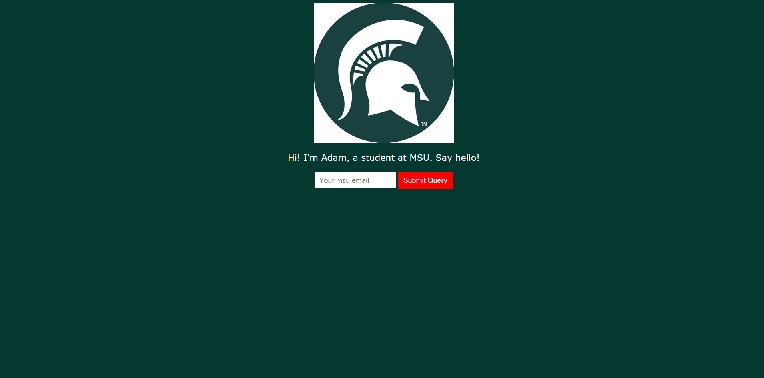 TM
Hi! I'm Adam, a student at MSU. Say hello!
Your msu email Submit Query